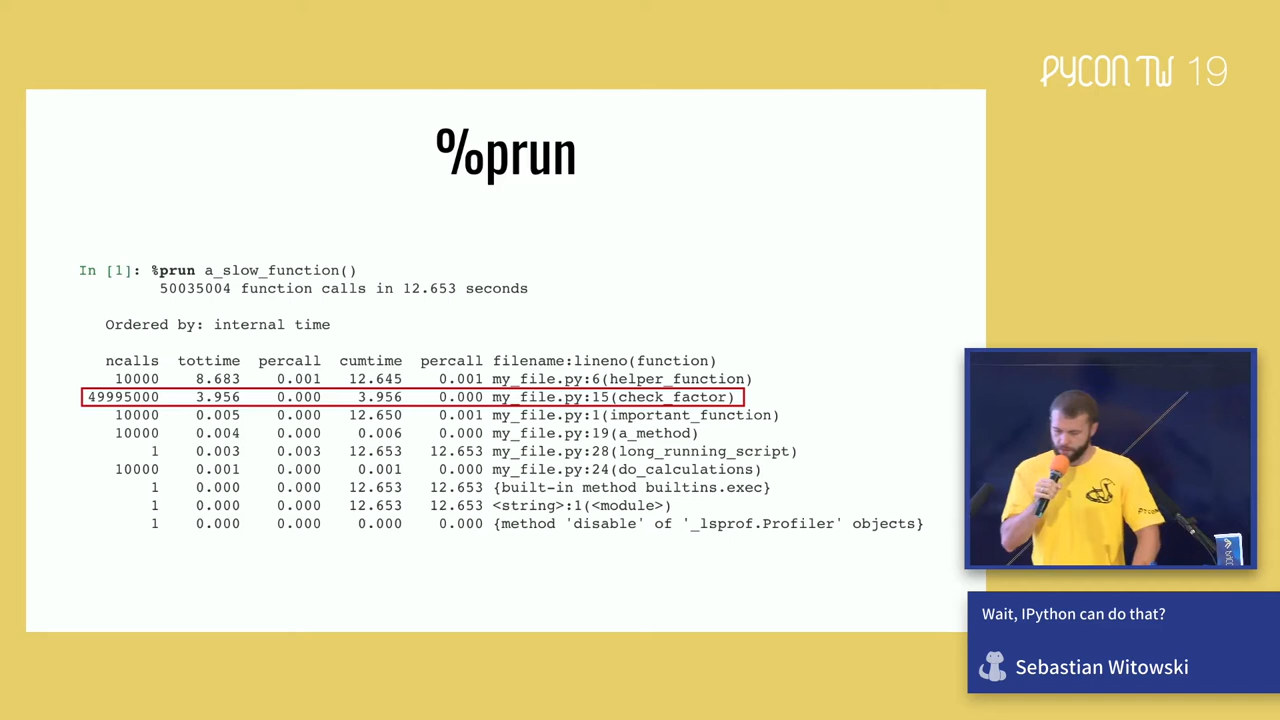 PYCON TW 19
%prun
In [1]: %prun a_slow_function()
50035004 function calls in 12.653 seconds
Ordered by: internal time
ncalls tottime percall cumtime percall filename:lineno(function)
10000 8.683 0.001 12.645 0.001 my_file.py:6(helper_function)
49995000 3.956 0.000 3.956 0.000 my_file.py:15(check_factor)
10000 0.005 0.000 12.650 0.001 my_file.py:1(important_function)
10000 0.004 0.000 0.006 0.000 my_file.py:19(a_method)
1 0.003 0.003 12.653 12.653 my_file.py:28(long_running_script)
10000 0.001 0.000 0.001 0.000 my_file.py:24(do_calculations)
1 0.000 0.000 12.653 12.653 {built-in method builtins.exec}
1 0.000 0.000 12.653 12.653 <string>:1(<module>)
1 0.000 0.000 0.000 0.000 {method 'disable' of '_lsprof.Profiler' objects}
Wait, IPython can do that?
Sebastian Witowski